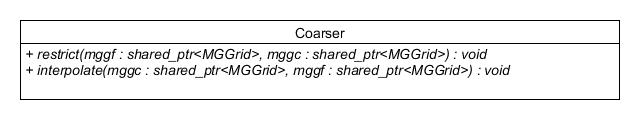 Coarser
+ restrict(mggf : shared_ptr<MGGrid>, mggc : shared_ptr<MGGrid>) : void
+ interpolate(mggc : shared_ptr<MGGrid>, mggf : shared_ptr<MGGrid>) : void